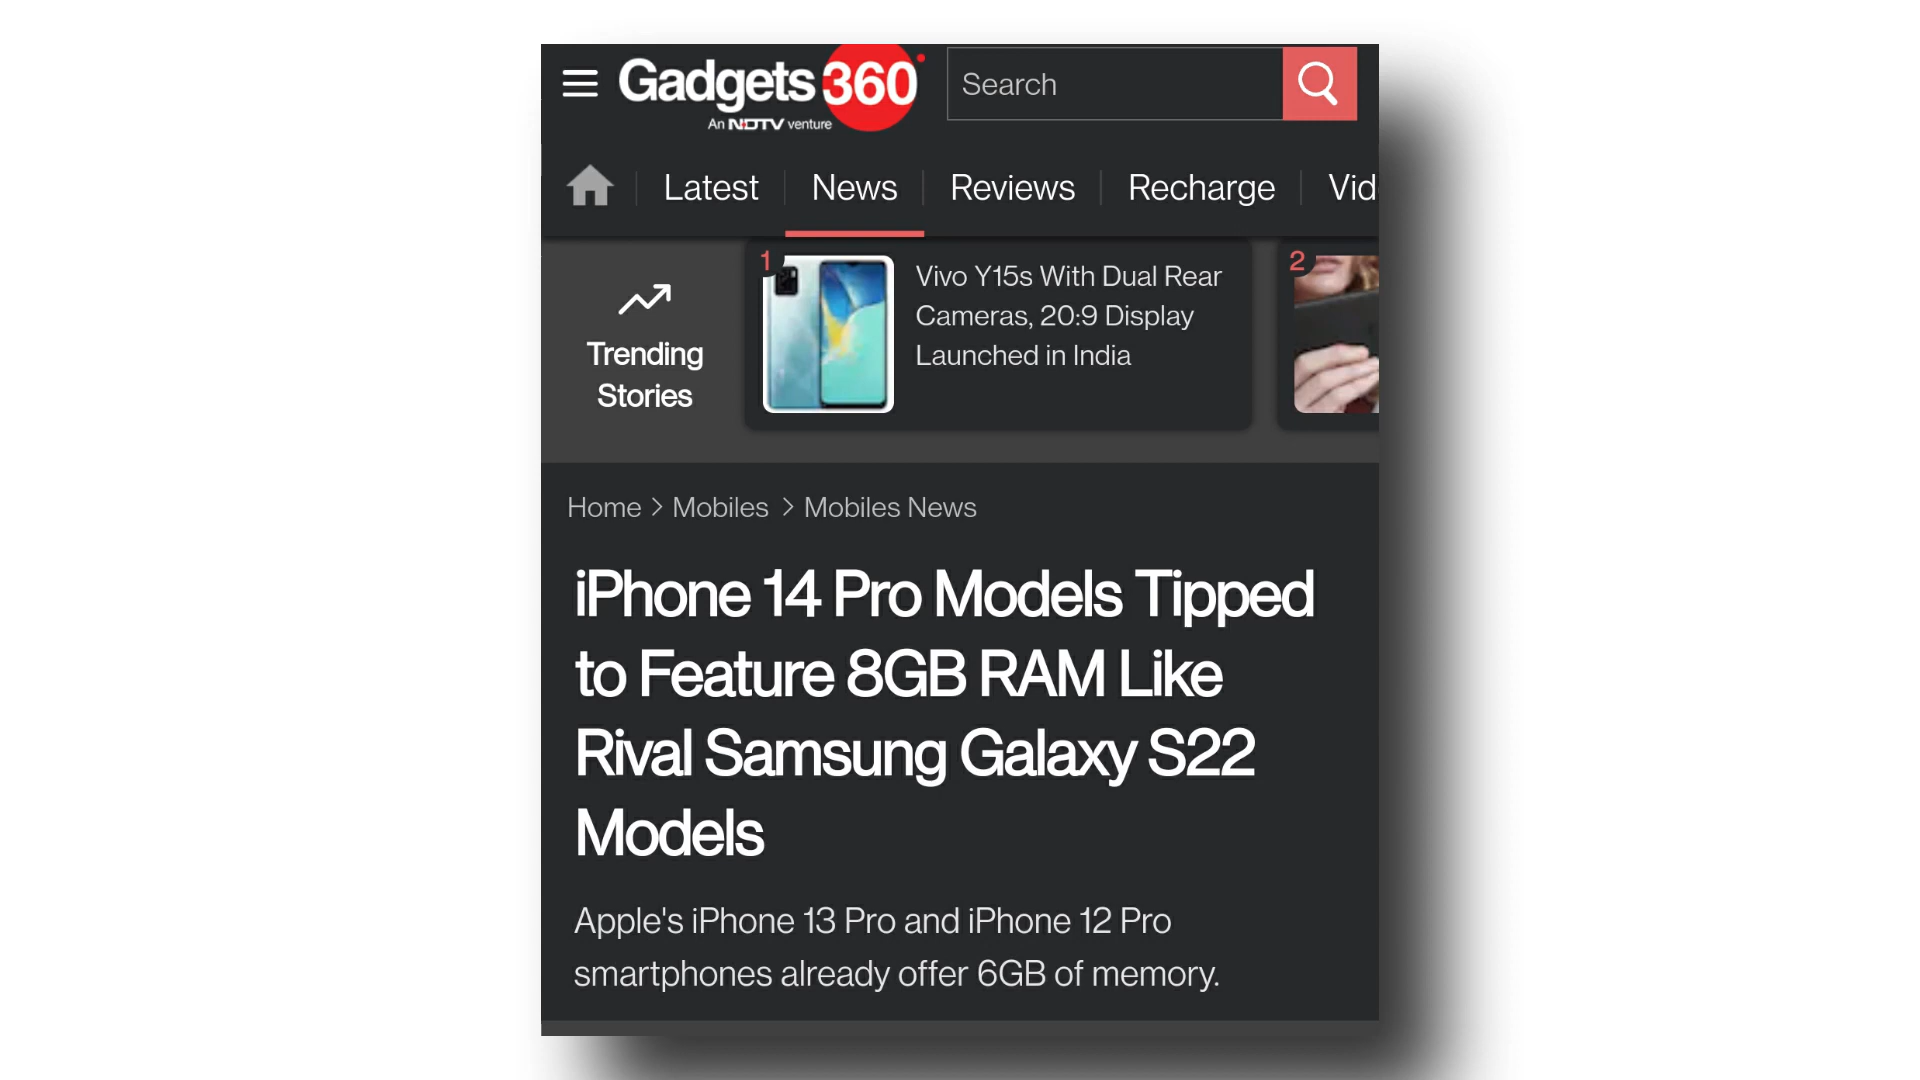 Gadgets 360
An NDTV venture
Search
Latest
News
Reviews
Recharge
Vid
Trending
Stories
1
Vivo Y15s With Dual Rear
Cameras, 20:9 Display
Launched in India
2
Home > Mobiles > Mobiles News
iPhone 14 Pro Models Tipped
to Feature 8GB RAM Like
Rival Samsung Galaxy S22
Models
Apple's iPhone 13 Pro and iPhone 12 Pro
smartphones already offer 6GB of memory.